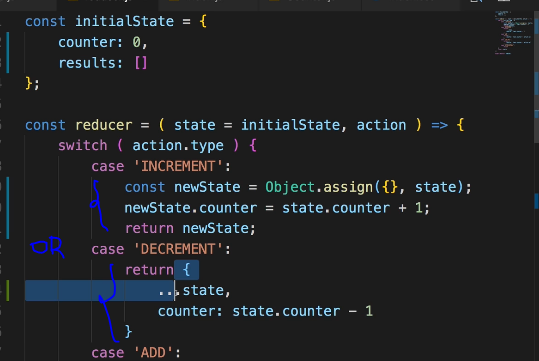 const initialState = {
counter: 0,
results: []
};
const reducer = ( state = initialState, action ) => {
switch ( action.type ) {
case 'INCREMENT':
const newState = Object.assign({}, state);
newState.counter = state.counter + 1;
return newState;
OR
case 'DECREMENT':
return {
...state,
counter: state.counter - 1
}
case 'ADD':